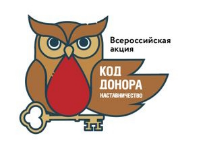 Всероссийская
акция
КОД
ДОНОРА
НАСТАВНИЧЕСТВО